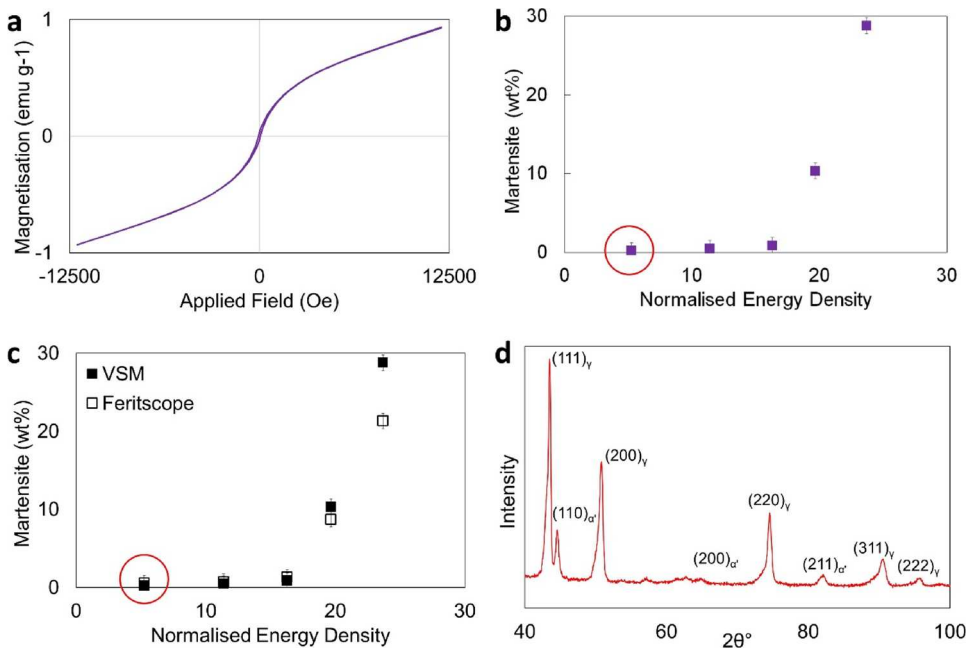 a
1
Magnetisation (emu g-1)
0
-1
-12500
0
12500
Applied Field (Oe)
b
30
Martensite (wt%)
20
10
0
0
10
20
30
Normalised Energy Density
c
30
VSM
Feritscope
Martensite (wt%)
20
10
0
0
10
20
30
Normalised Energy Density
d
(111)γ
(200)γ
(110)α'
(220)γ
(200)α'
(211)α'
(311)γ
(222)γ
Intensity
40
60
80
100
2θ°